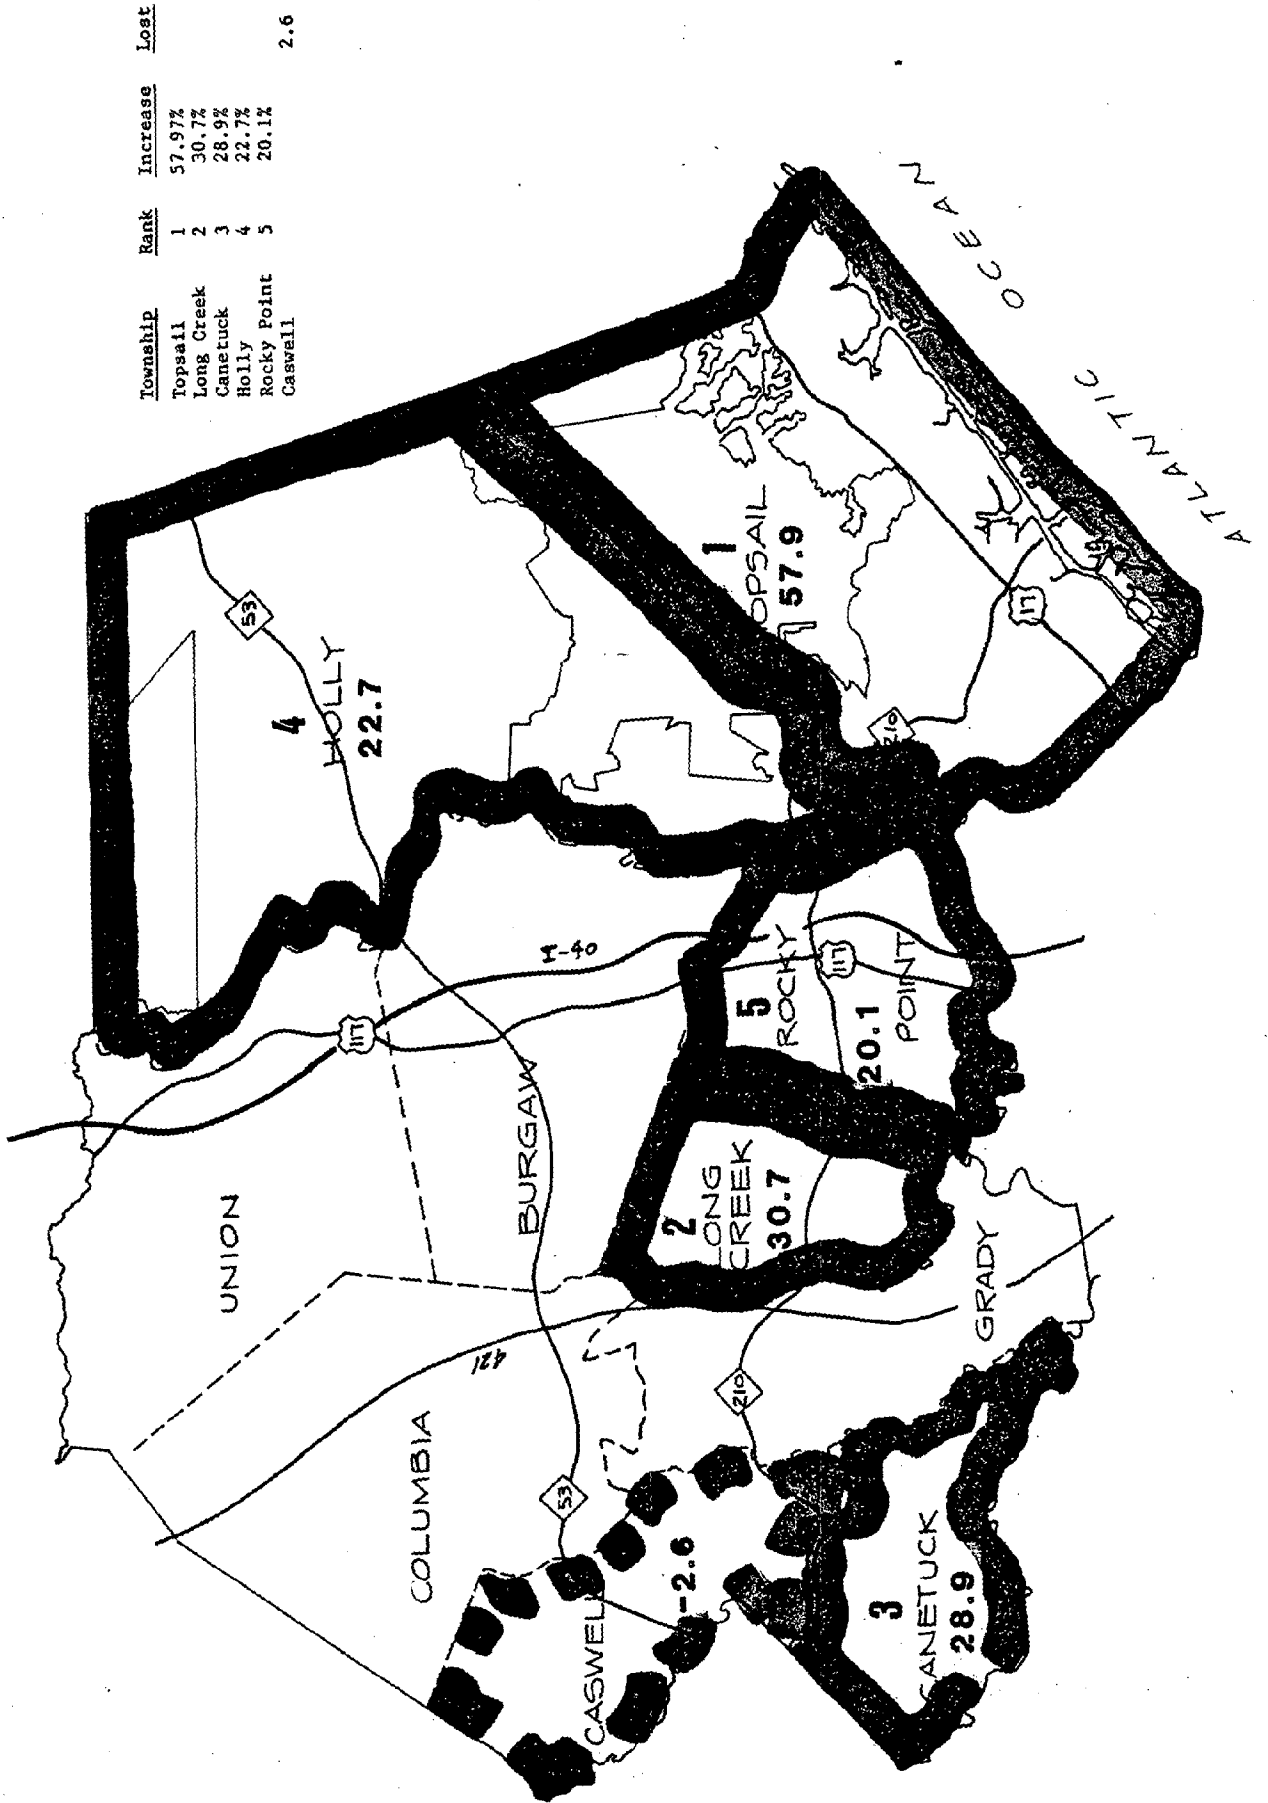 Township Rank Increase Lost
Topsail 1 57.97%
Long Creek 2 30.7%
Canetuck 3 28.9%
Holly 4 22.7%
Rocky Point 5 20.1%
Caswell 2.6
UNION
COLUMBIA
BURGAW
4
HOLLY
22.7
53
117
I-40
421
53
CASWELL
-2.6
210
2
LONG
CREEK
30.7
5
ROCKY
POINT
20.1
117
1
TOPSAIL
57.9
210
17
3
CANETUCK
28.9
GRADY
ATLANTIC OCEAN